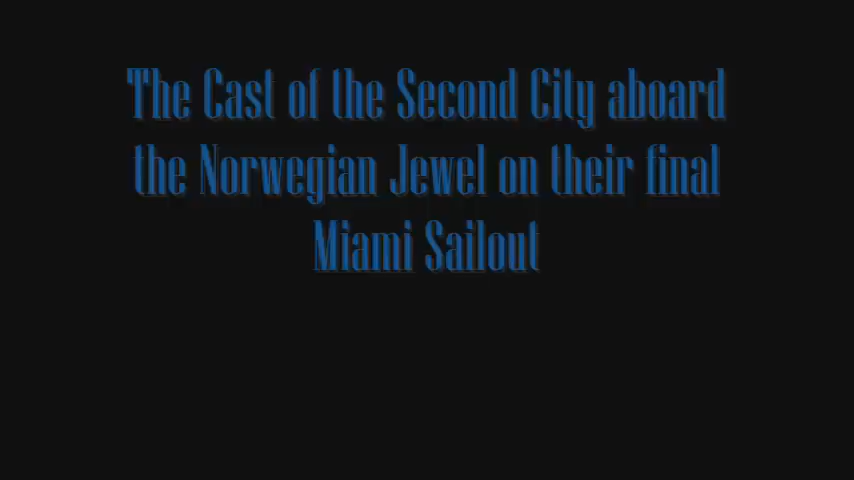 The Cast of the Second City aboard
the Norwegian Jewel on their final
Miami Sailout